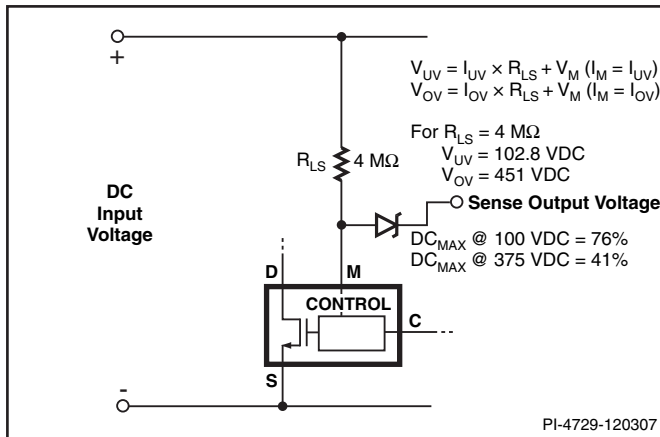 +
V_UV = I_UV × R_LS + V_M (I_M = I_UV)
V_OV = I_OV × R_LS + V_M (I_M = I_OV)
For R_LS = 4 MΩ
V_UV = 102.8 VDC
V_OV = 451 VDC
R_LS 4 MΩ
DC
Input
Voltage
Sense Output Voltage
DC_MAX @ 100 VDC = 76%
DC_MAX @ 375 VDC = 41%
D M
CONTROL
C
S
-
PI-4729-120307